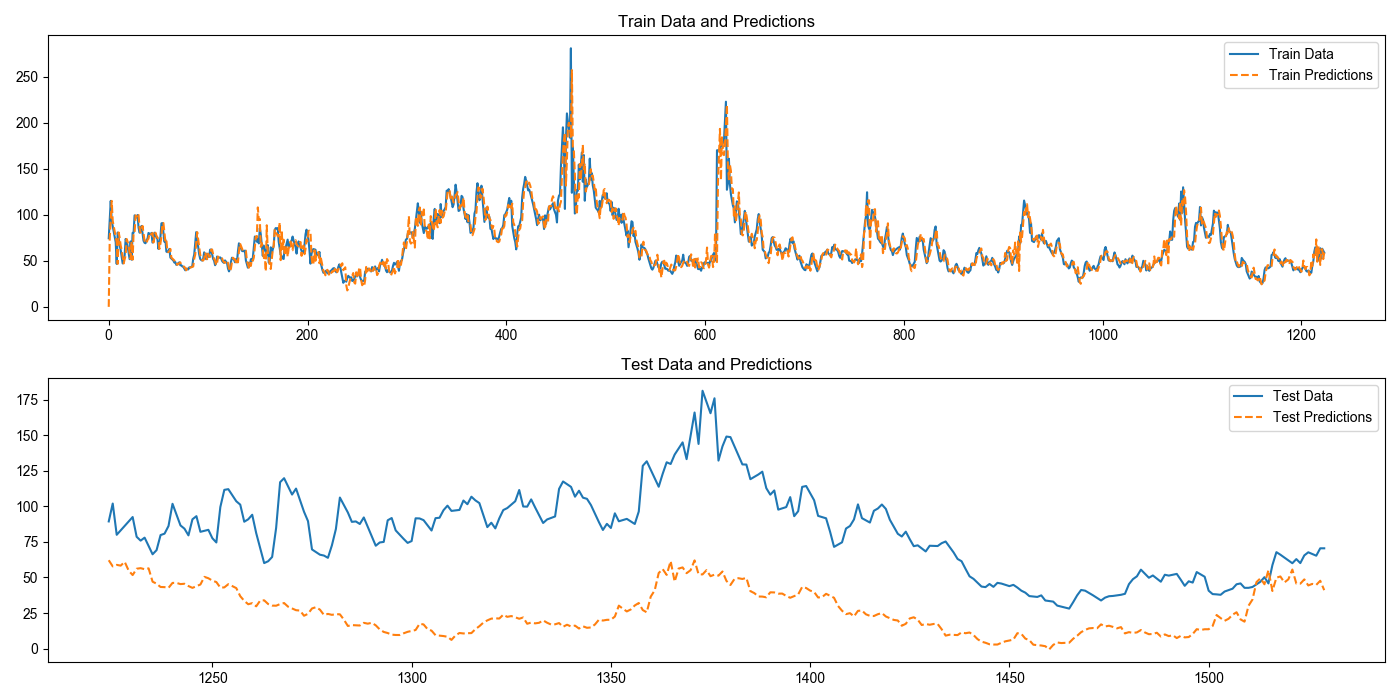 Train Data and Predictions
Train Data
Train Predictions
250
200
150
100
50
0
0 200 400 600 800 1000 1200
Test Data and Predictions
Test Data
Test Predictions
175
150
125
100
75
50
25
0
1250 1300 1350 1400 1450 1500